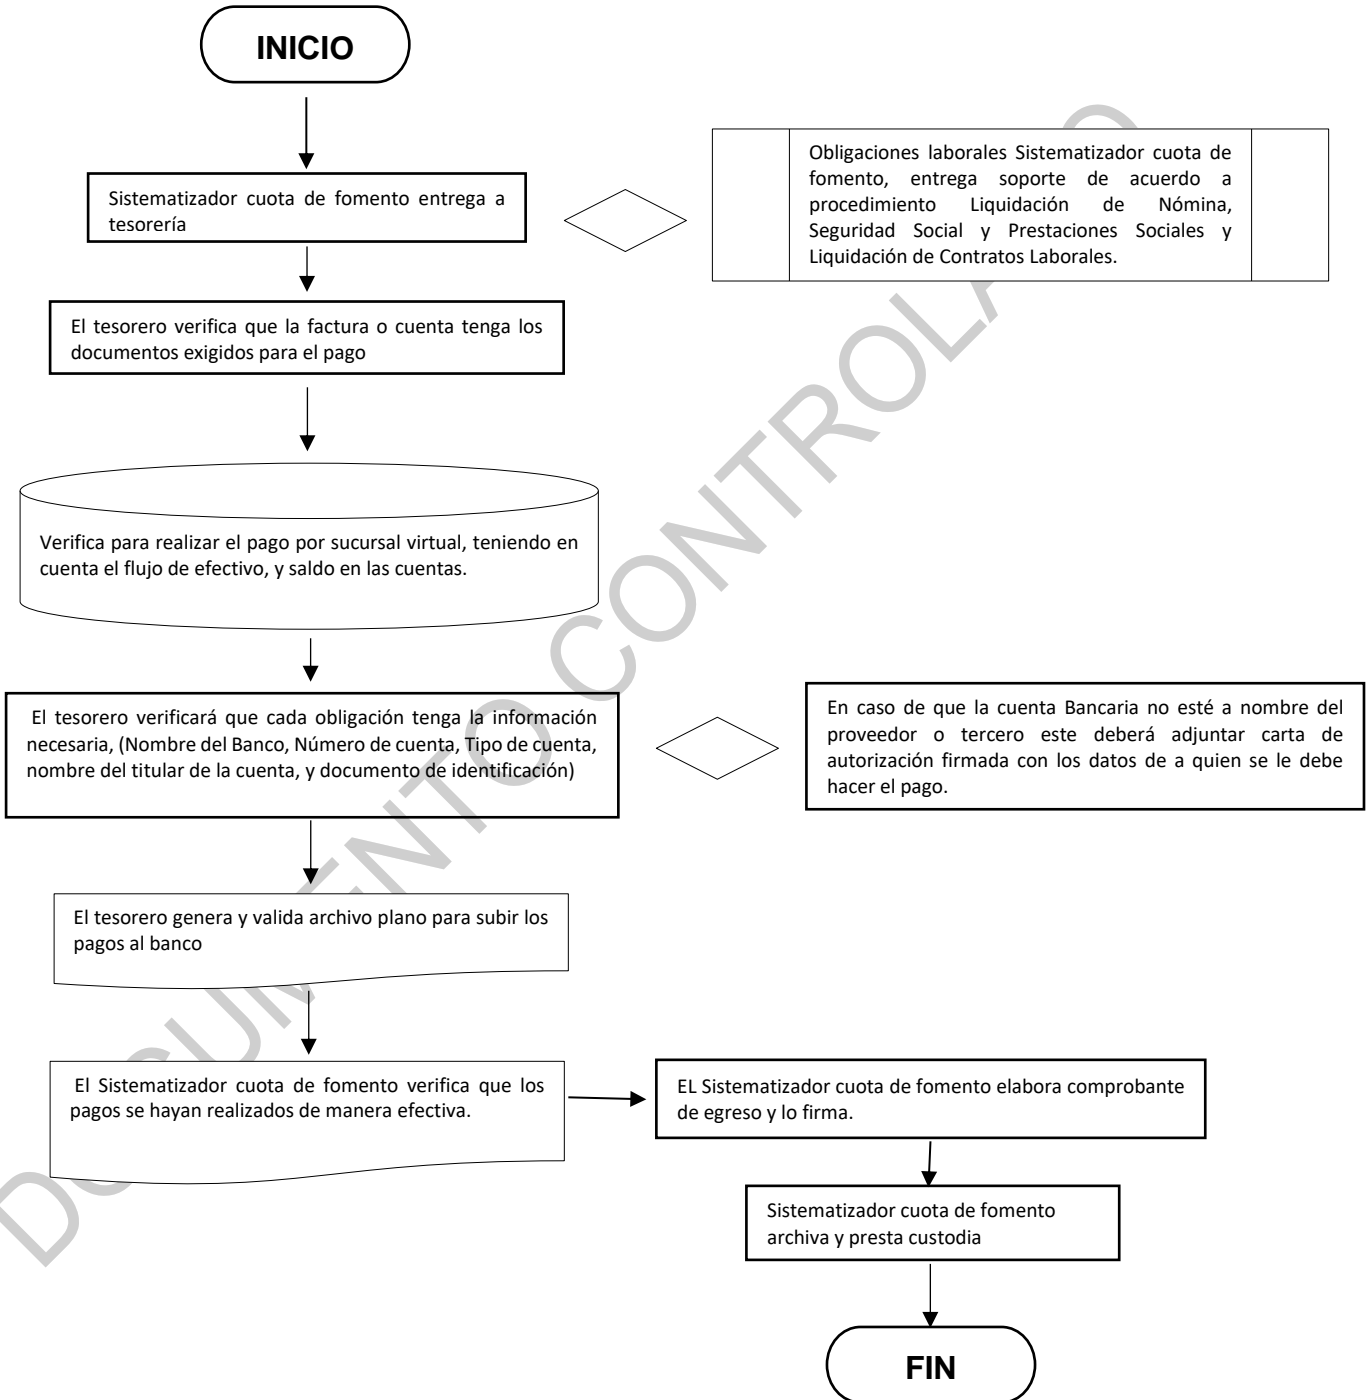 INICIO
Sistematizador cuota de fomento entrega a
tesorería
Obligaciones laborales Sistematizador cuota de
fomento, entrega soporte de acuerdo a
procedimiento Liquidación de Nómina,
Seguridad Social y Prestaciones Sociales y
Liquidación de Contratos Laborales.
El tesorero verifica que la factura o cuenta tenga los
documentos exigidos para el pago
Verifica para realizar el pago por sucursal virtual, teniendo en
cuenta el flujo de efectivo, y saldo en las cuentas.
El tesorero verificará que cada obligación tenga la información
necesaria, (Nombre del Banco, Número de cuenta, Tipo de cuenta,
nombre del titular de la cuenta, y documento de identificación)
En caso de que la cuenta Bancaria no esté a nombre del
proveedor o tercero este deberá adjuntar carta de
autorización firmada con los datos de a quien se le debe
hacer el pago.
El tesorero genera y valida archivo plano para subir los
pagos al banco
El Sistematizador cuota de fomento verifica que los
pagos se hayan realizados de manera efectiva.
EL Sistematizador cuota de fomento elabora comprobante
de egreso y lo firma.
Sistematizador cuota de fomento
archiva y presta custodia
FIN
DOCUMENTO CONTROLADO